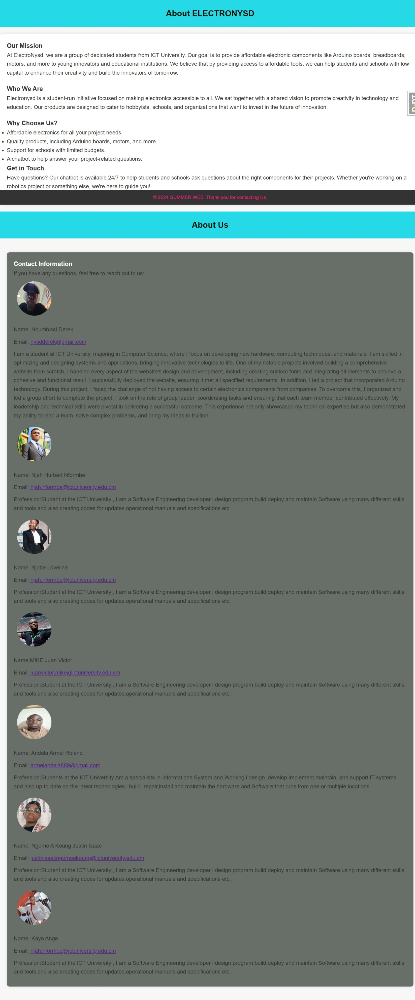 About ELECTRONYSD
Our Mission
At ElectroNysd, we are a group of dedicated students from ICT University. Our goal is to provide affordable electronic components like Arduino boards, breadboards,
motors, and more to young innovators and educational institutions. We believe that by providing access to affordable tools, we can help students and schools with low
capital to enhance their creativity and build the innovators of tomorrow.
Who We Are
Electronysd is a student-run initiative focused on making electronics accessible to all. We sat together with a shared vision to promote creativity in technology and
education. Our products are designed to cater to hobbyists, schools, and organizations that want to invest in the future of innovation.
Why Choose Us?
• Affordable electronics for all your project needs.
• Quality products, including Arduino boards, motors, and more.
• Support for schools with limited budgets.
• A chatbot to help answer your project-related questions.
Get in Touch
Have questions? Our chatbot is available 24/7 to help students and schools ask questions about the right components for their projects. Whether you're working on a
robotics project or something else, we're here to guide you!
© 2024 SUMMER WEB. Thank you for contacting Us.
About Us
Contact Information
If you have any questions, feel free to reach out to us:
Name: Noumbissi Derek
Email: nysdderek@gmail.com
I am a student at ICT University, majoring in Computer Science, where I focus on developing new hardware, computing techniques, and materials. I am skilled in
optimizing and designing systems and applications, bringing innovative technologies to life. One of my notable projects involved building a comprehensive
website from scratch. I handled every aspect of the website's design and development, including creating custom fonts and integrating all elements to achieve a
cohesive and functional result. I successfully deployed the website, ensuring it met all specified requirements. In addition, I led a project that incorporated Arduino
technology. During this project, I faced the challenge of not having access to certain electronics components from companies. To overcome this, I organized and
led a group effort to complete the project. I took on the role of group leader, coordinating tasks and ensuring that each team member contributed effectively. My
leadership and technical skills were pivotal in delivering a successful outcome. This experience not only showcased my technical expertise but also demonstrated
my ability to lead a team, solve complex problems, and bring my ideas to fruition.
Name: Njah Hurbert Nformbe
Email: njah.nformbe@ictuniversity.edu.cm
Profession:Student at the ICT University , I am a Software Engineering developer i design program,build,deploy and maintain Software using many different skills
and tools and also creating codes for updates,operational manuals and specifications etc.
Name: Njobe Loveline
Email: njah.nformbe@ictuniversity.edu.cm
Profession:Student at the ICT University , I am a Software Engineering developer i design program,build,deploy and maintain Software using many different skills
and tools and also creating codes for updates,operational manuals and specifications etc.
Name:MIKE Juan Victor
Email: juanvictor.mike@ictuniversity.edu.cm
Profession:Student at the ICT University , I am a Software Engineering developer i design program,build,deploy and maintain Software using many different skills
and tools and also creating codes for updates,operational manuals and specifications etc.
Name: Andela Armel Roland
Email: armelandela889@gmail.com
Profession:Students at the ICT University Am a specialists in Informations System and Working.i design ,develop,implement,maintain, and support IT systems
and also up-to-date on the latest technologies.i build ,repair,install and maintain the hardware and Software that runs from one or multiple locations
Name: Ngomo A Koung Justin Isaac
Email: justinisaacngomoakoung@ictuniversity.edu.cm
Profession:Student at the ICT University , I am a Software Engineering developer i design program,build,deploy and maintain Software using many different skills
and tools and also creating codes for updates,operational manuals and specifications etc.
Name: Kayo Ange
Email: njah.nformbe@ictuniversity.edu.cm
Profession:Student at the ICT University , I am a Software Engineering developer i design program,build,deploy and maintain Software using many different skills
and tools and also creating codes for updates,operational manuals and specifications etc.